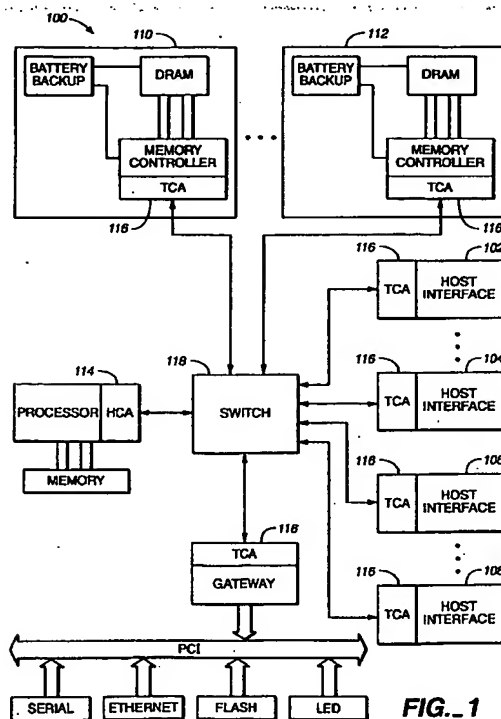 100
110
112
BATTERY BACKUP
DRAM
MEMORY CONTROLLER
TCA
116
BATTERY BACKUP
DRAM
MEMORY CONTROLLER
TCA
116
116
102
TCA
HOST INTERFACE
116
104
TCA
HOST INTERFACE
118
SWITCH
114
PROCESSOR
HCA
MEMORY
116
106
TCA
HOST INTERFACE
116
TCA
GATEWAY
116
108
TCA
HOST INTERFACE
PCI
SERIAL
ETHERNET
FLASH
LED
FIG._1